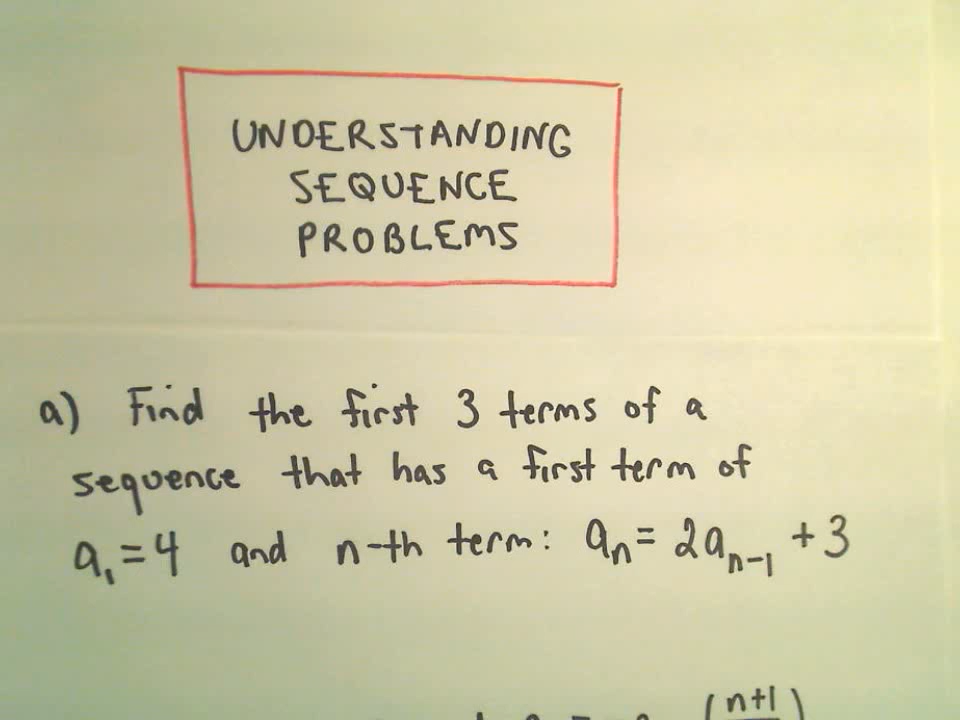 UNDERSTANDING
SEQUENCE
PROBLEMS
a) Find the first 3 terms of a
sequence that has a first term of
a₁ = 4 and n-th term: aₙ = 2aₙ₋₁ + 3
(n+1)